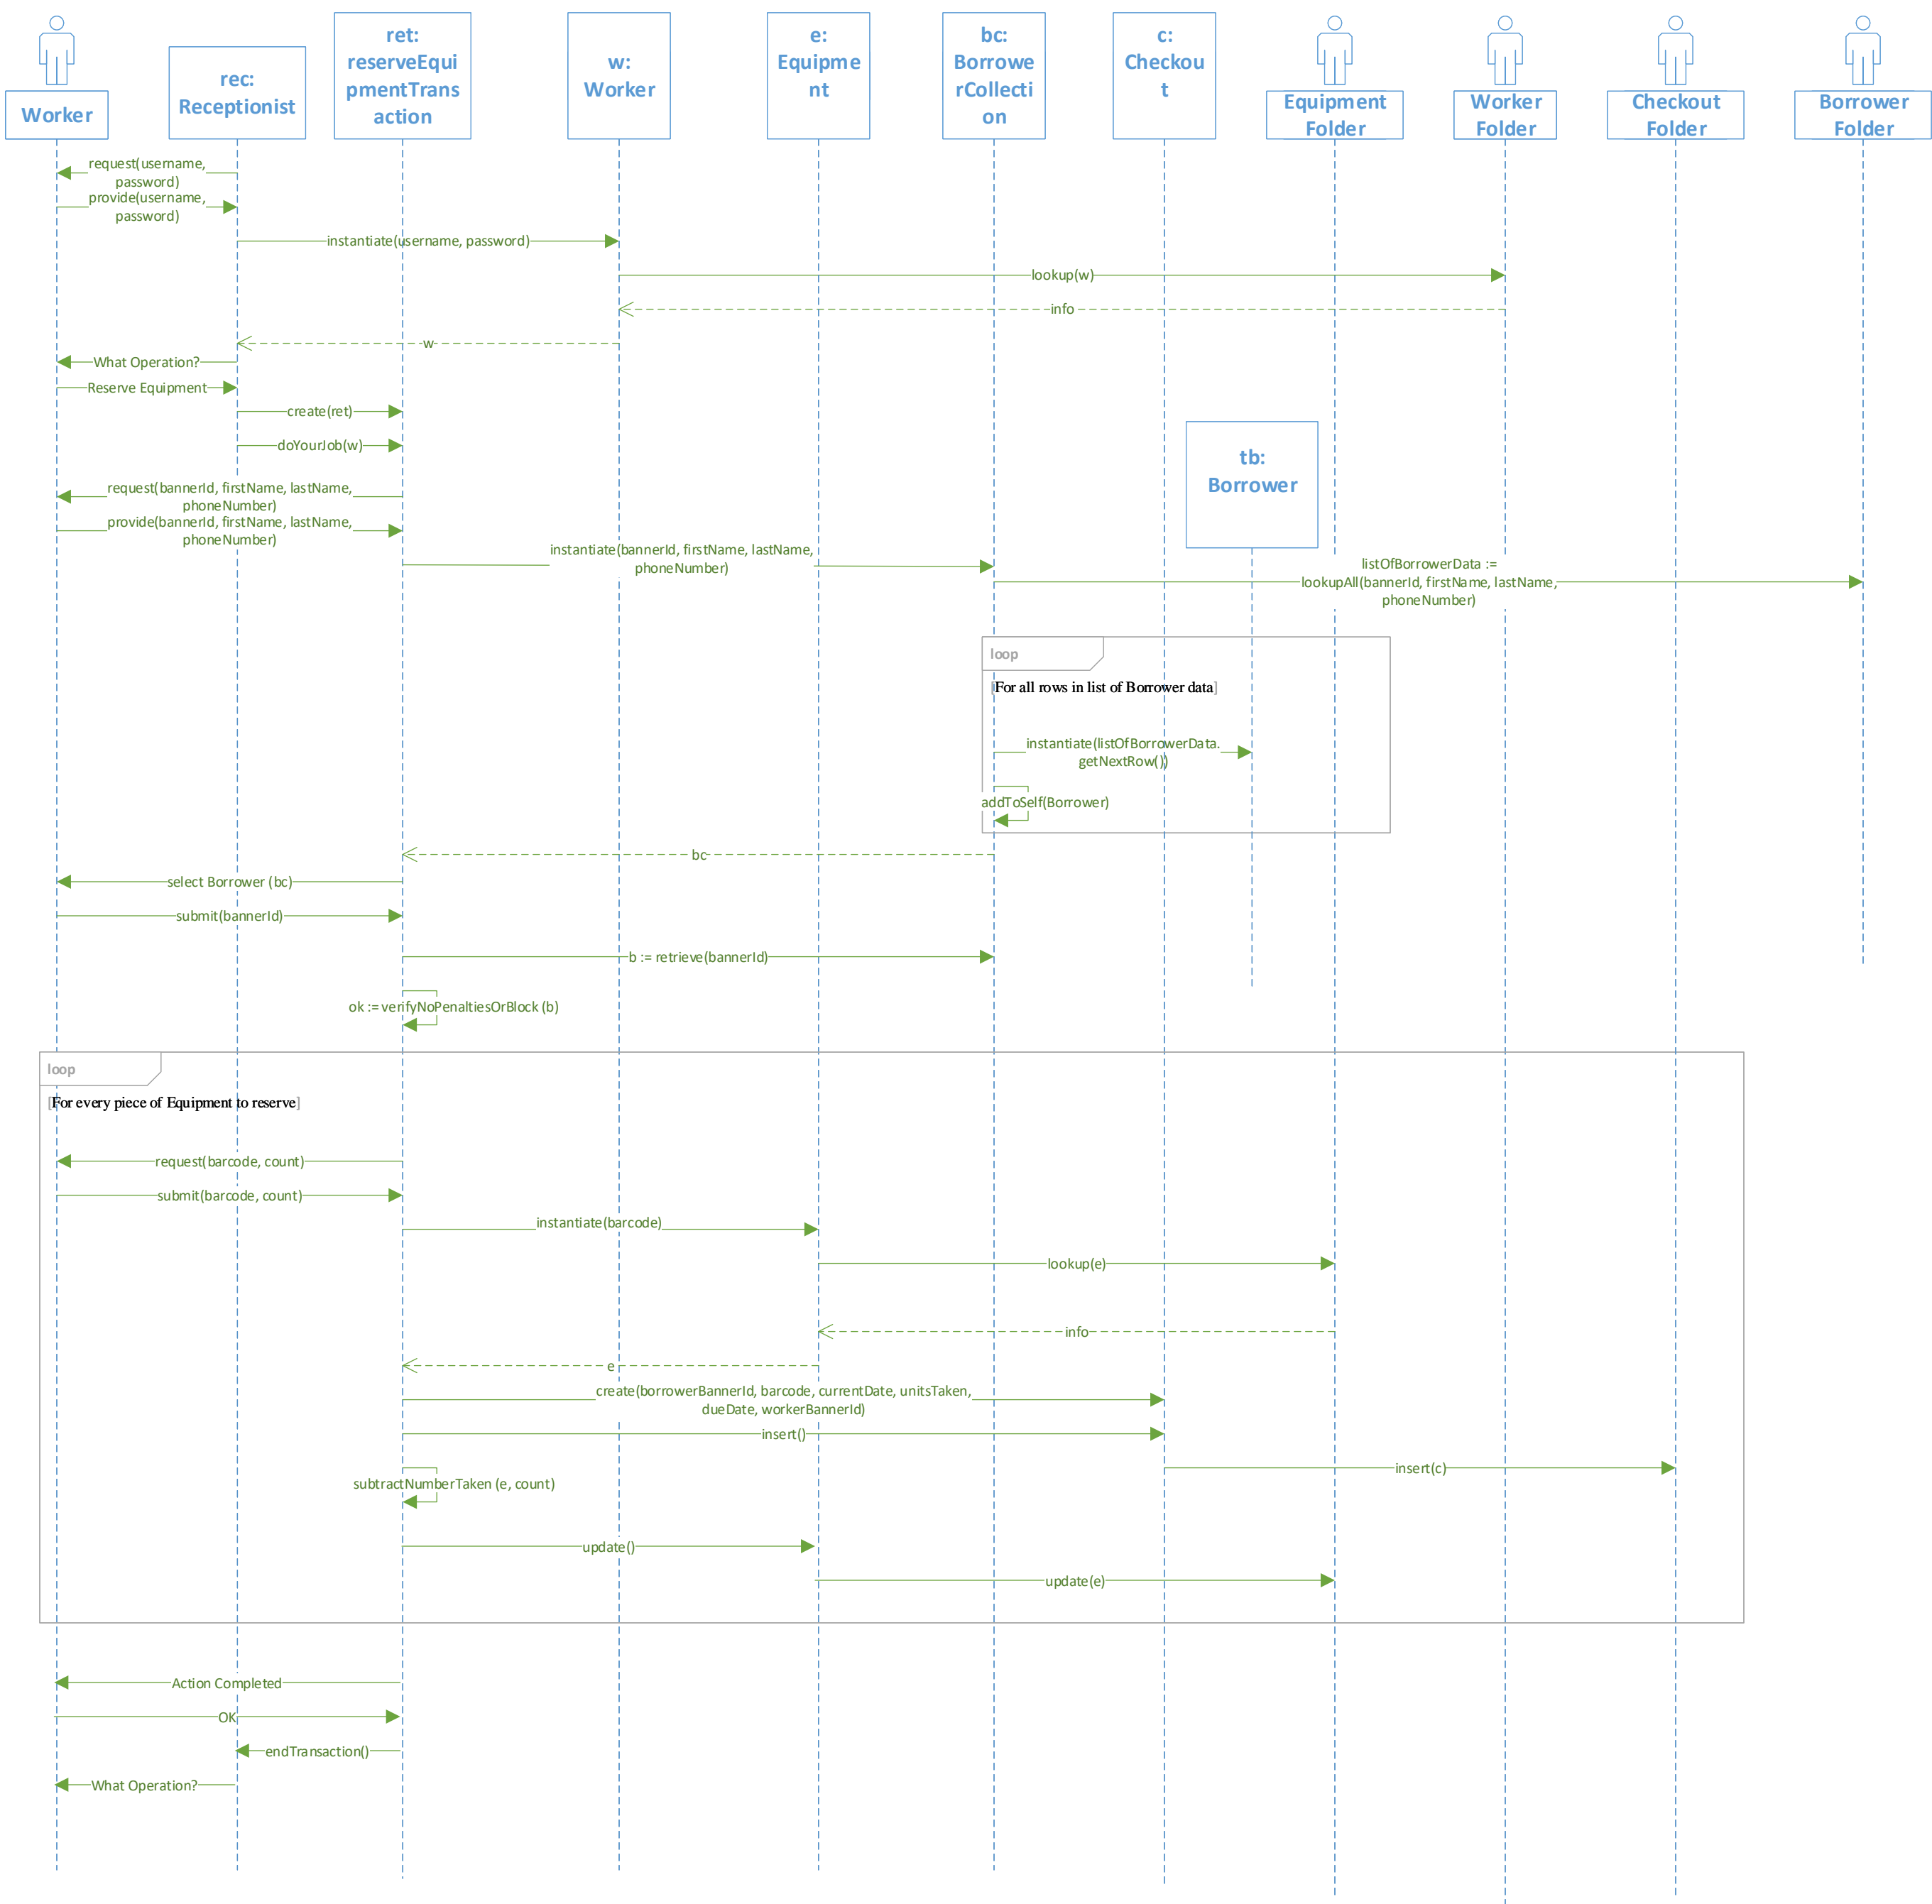 Worker
rec:
Receptionist
ret:
reserveEqui
pmentTrans
action
w:
Worker
e:
Equipme
nt
bc:
Borrowe
rCollecti
on
c:
Checkou
t
Equipment
Folder
Worker
Folder
Checkout
Folder
Borrower
Folder
request(username,
password)
provide(username,
password)
instantiate(username, password)
lookup(w)
info
w
What Operation?
Reserve Equipment
create(ret)
doYourJob(w)
tb:
Borrower
request(bannerId, firstName, lastName,
phoneNumber)
provide(bannerId, firstName, lastName,
phoneNumber)
instantiate(bannerId, firstName, lastName,
phoneNumber)
listOfBorrowerData :=
lookupAll(bannerId, firstName, lastName,
phoneNumber)
loop
[For all rows in list of Borrower data]
instantiate(listOfBorrowerData.
getNextRow())
addToSelf(Borrower)
bc
select Borrower (bc)
submit(bannerId)
b := retrieve(bannerId)
ok := verifyNoPenaltiesOrBlock (b)
loop
[For every piece of Equipment to reserve]
request(barcode, count)
submit(barcode, count)
instantiate(barcode)
lookup(e)
info
e
create(borrowerBannerId, barcode, currentDate, unitsTaken,
dueDate, workerBannerId)
insert()
insert(c)
subtractNumberTaken (e, count)
update()
update(e)
Action Completed
OK
endTransaction()
What Operation?